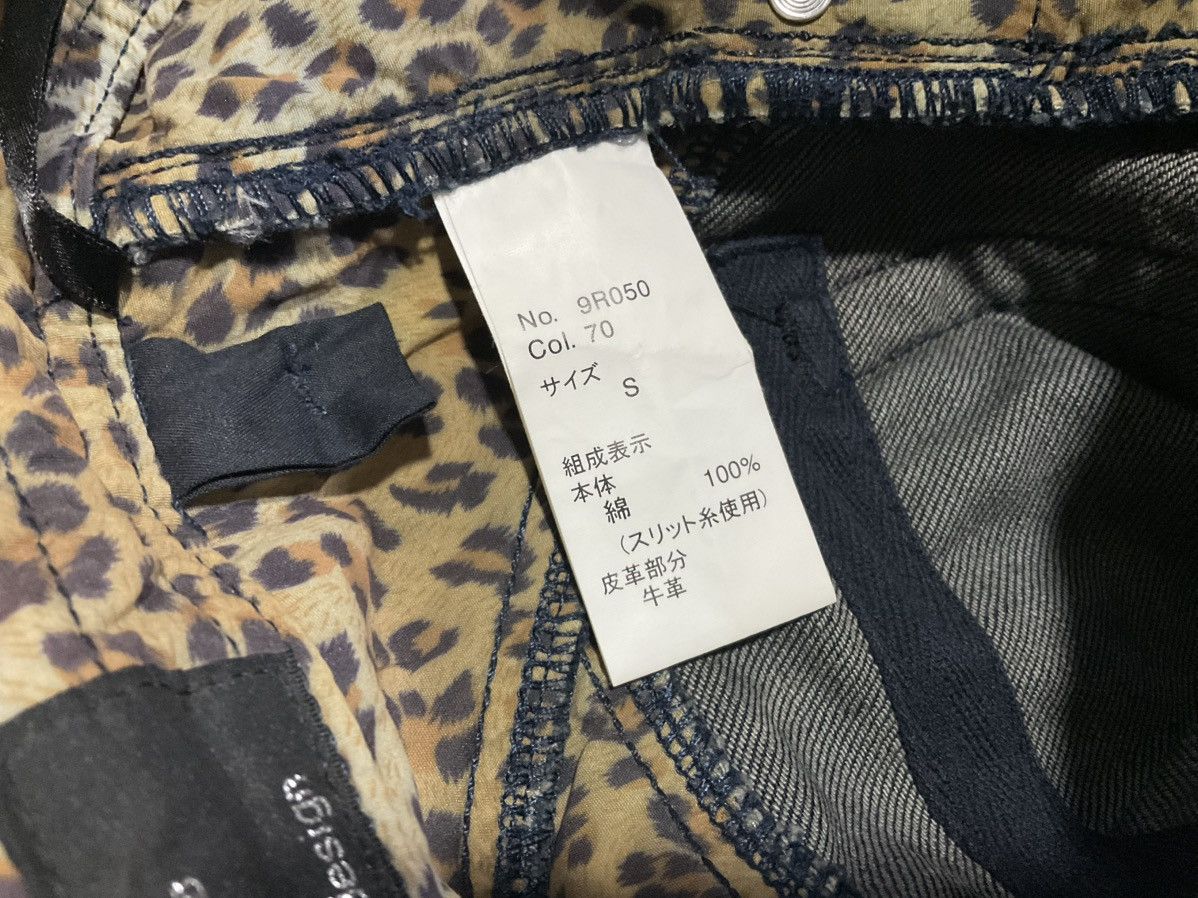 No. 9R050
Col. 70
サイズ S
組成表示
本体
綿 100%
(スリット糸使用)
皮革部分
牛革
design